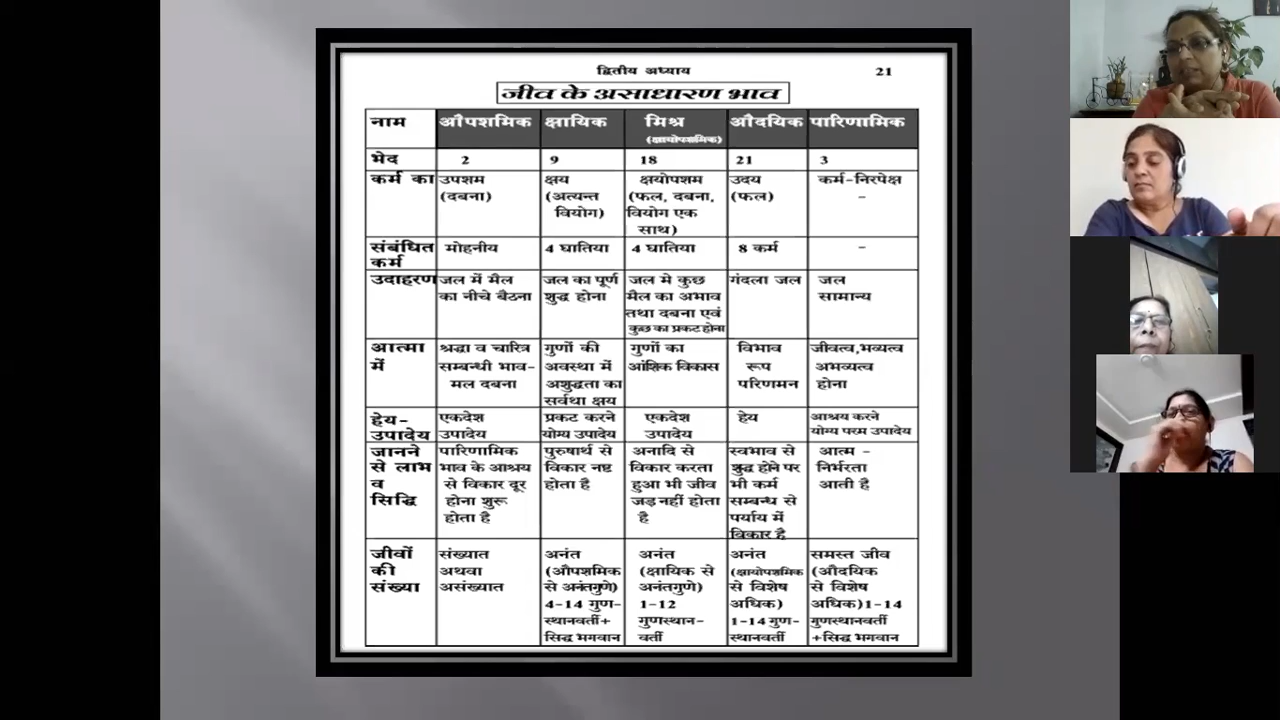 द्वितीय अध्याय 21
जीव के असाधारण भाव
नाम औपशमिक क्षायिक मिश्र (क्षायोपशमिक) औदयिक पारिणामिक
भेद 2 9 18 21 3
कर्म का उपशम क्षय क्षयोपशम उदय कर्म-निरपेक्ष
(दबना) (अत्यन्त (फल, दबना, (फल) -
वियोग) वियोग एक
साथ)
संबंधित मोहनीय 4 घातिया 4 घातिया 8 कर्म -
कर्म
उदाहरण जल में मैल जल का पूर्ण जल मे कुछ गंदला जल जल
का नीचे बैठना शुद्ध होना मैल का अभाव सामान्य
तथा दबना एवं
कुछ का प्रकट होना
आत्मा श्रद्धा व चारित्र गुणों की गुणों का विभाव जीवत्व,भव्यत्व
में सम्बन्धी भाव- अवस्था में आंशिक विकास रूप अभव्यत्व
मल दबना अशुद्धता का परिणमन होना
सर्वथा क्षय
हेय- एकदेश प्रकट करने एकदेश हेय आश्रय करने
उपादेय उपादेय योग्य उपादेय उपादेय योग्य परम उपादेय
जानने पारिणामिक पुरुषार्थ से अनादि से स्वभाव से आत्म -
से लाभ भाव के आश्रय विकार नष्ट विकार करता शुद्ध होने पर निर्भरता
व से विकार दूर होता है हुआ भी जीव भी कर्म आती है
सिद्धि होना शुरू जड़ नहीं होता सम्बन्ध से
होता है है पर्याय में
विकार है
जीवों संख्यात अनंत अनंत अनंत समस्त जीव
की अथवा (औपशमिक (क्षायिक से (क्षायोपशमिक (औदयिक
संख्या असंख्यात से अनंतगुणे) अनंतगुणे) से विशेष से विशेष
4-14 गुण- 1-12 अधिक) अधिक)1-14
स्थानवर्ती+ गुणस्थान- 1-14 गुण- गुणस्थानवर्ती
सिद्ध भगवान वर्ती स्थानवर्ती +सिद्ध भगवान